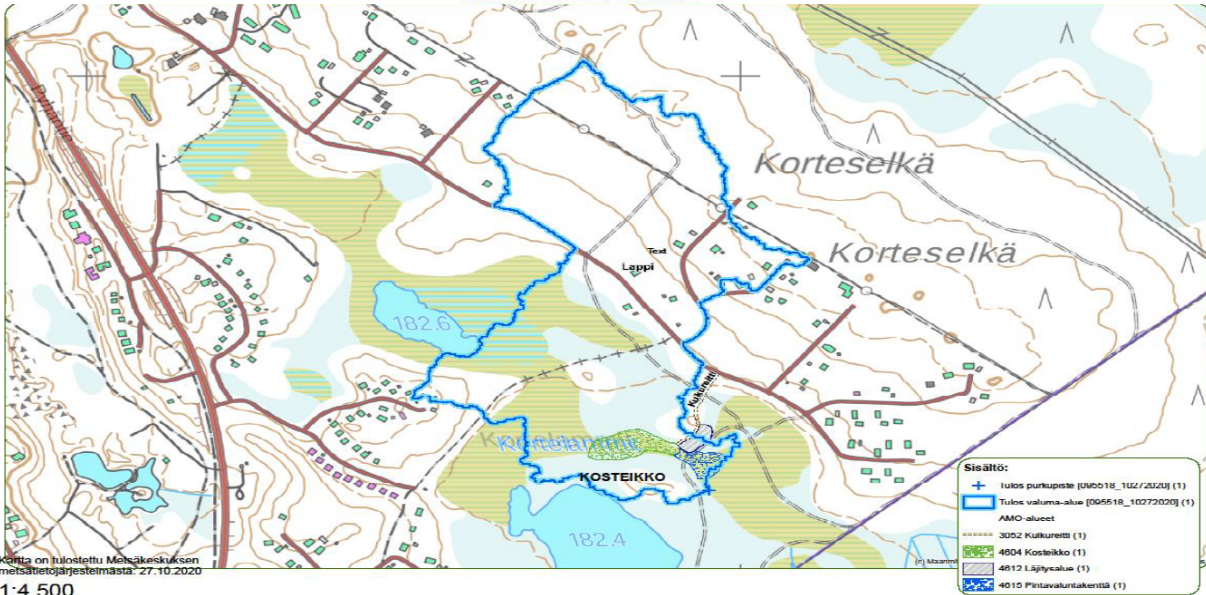 Korteselkä
Korteselkä
Text
Lappi
182.6
Kulkureitti
KOSTEIKKO
182.4
Kartta on tulostettu Metsäkeskuksen
metsätietojärjestelmästä: 27.10.2020
1:4 500
Sisältö:
Tulos purkupiste [095518_10272020] (1)
Tulos valuma-alue [095518_10272020] (1)
AMO-alueet
3052 Kulkureitti (1)
4604 Kosteikko (1)
4612 Läjitysalue (1)
4615 Pintavaluntakenttä (1)